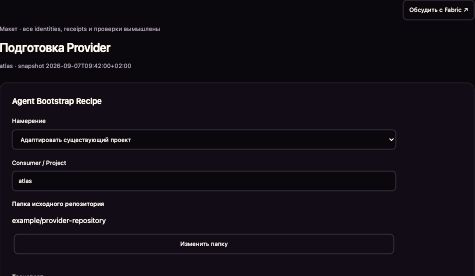 Обсудить с Fabric ↗
Макет · все identities, receipts и проверки вымышлены
Подготовка Provider
atlas · snapshot 2026-09-07T09:42:00+02:00
Agent Bootstrap Recipe
Намерение
Адаптировать существующий проект
Consumer / Project
atlas
Папка исходного репозитория
example/provider-repository
Изменить папку